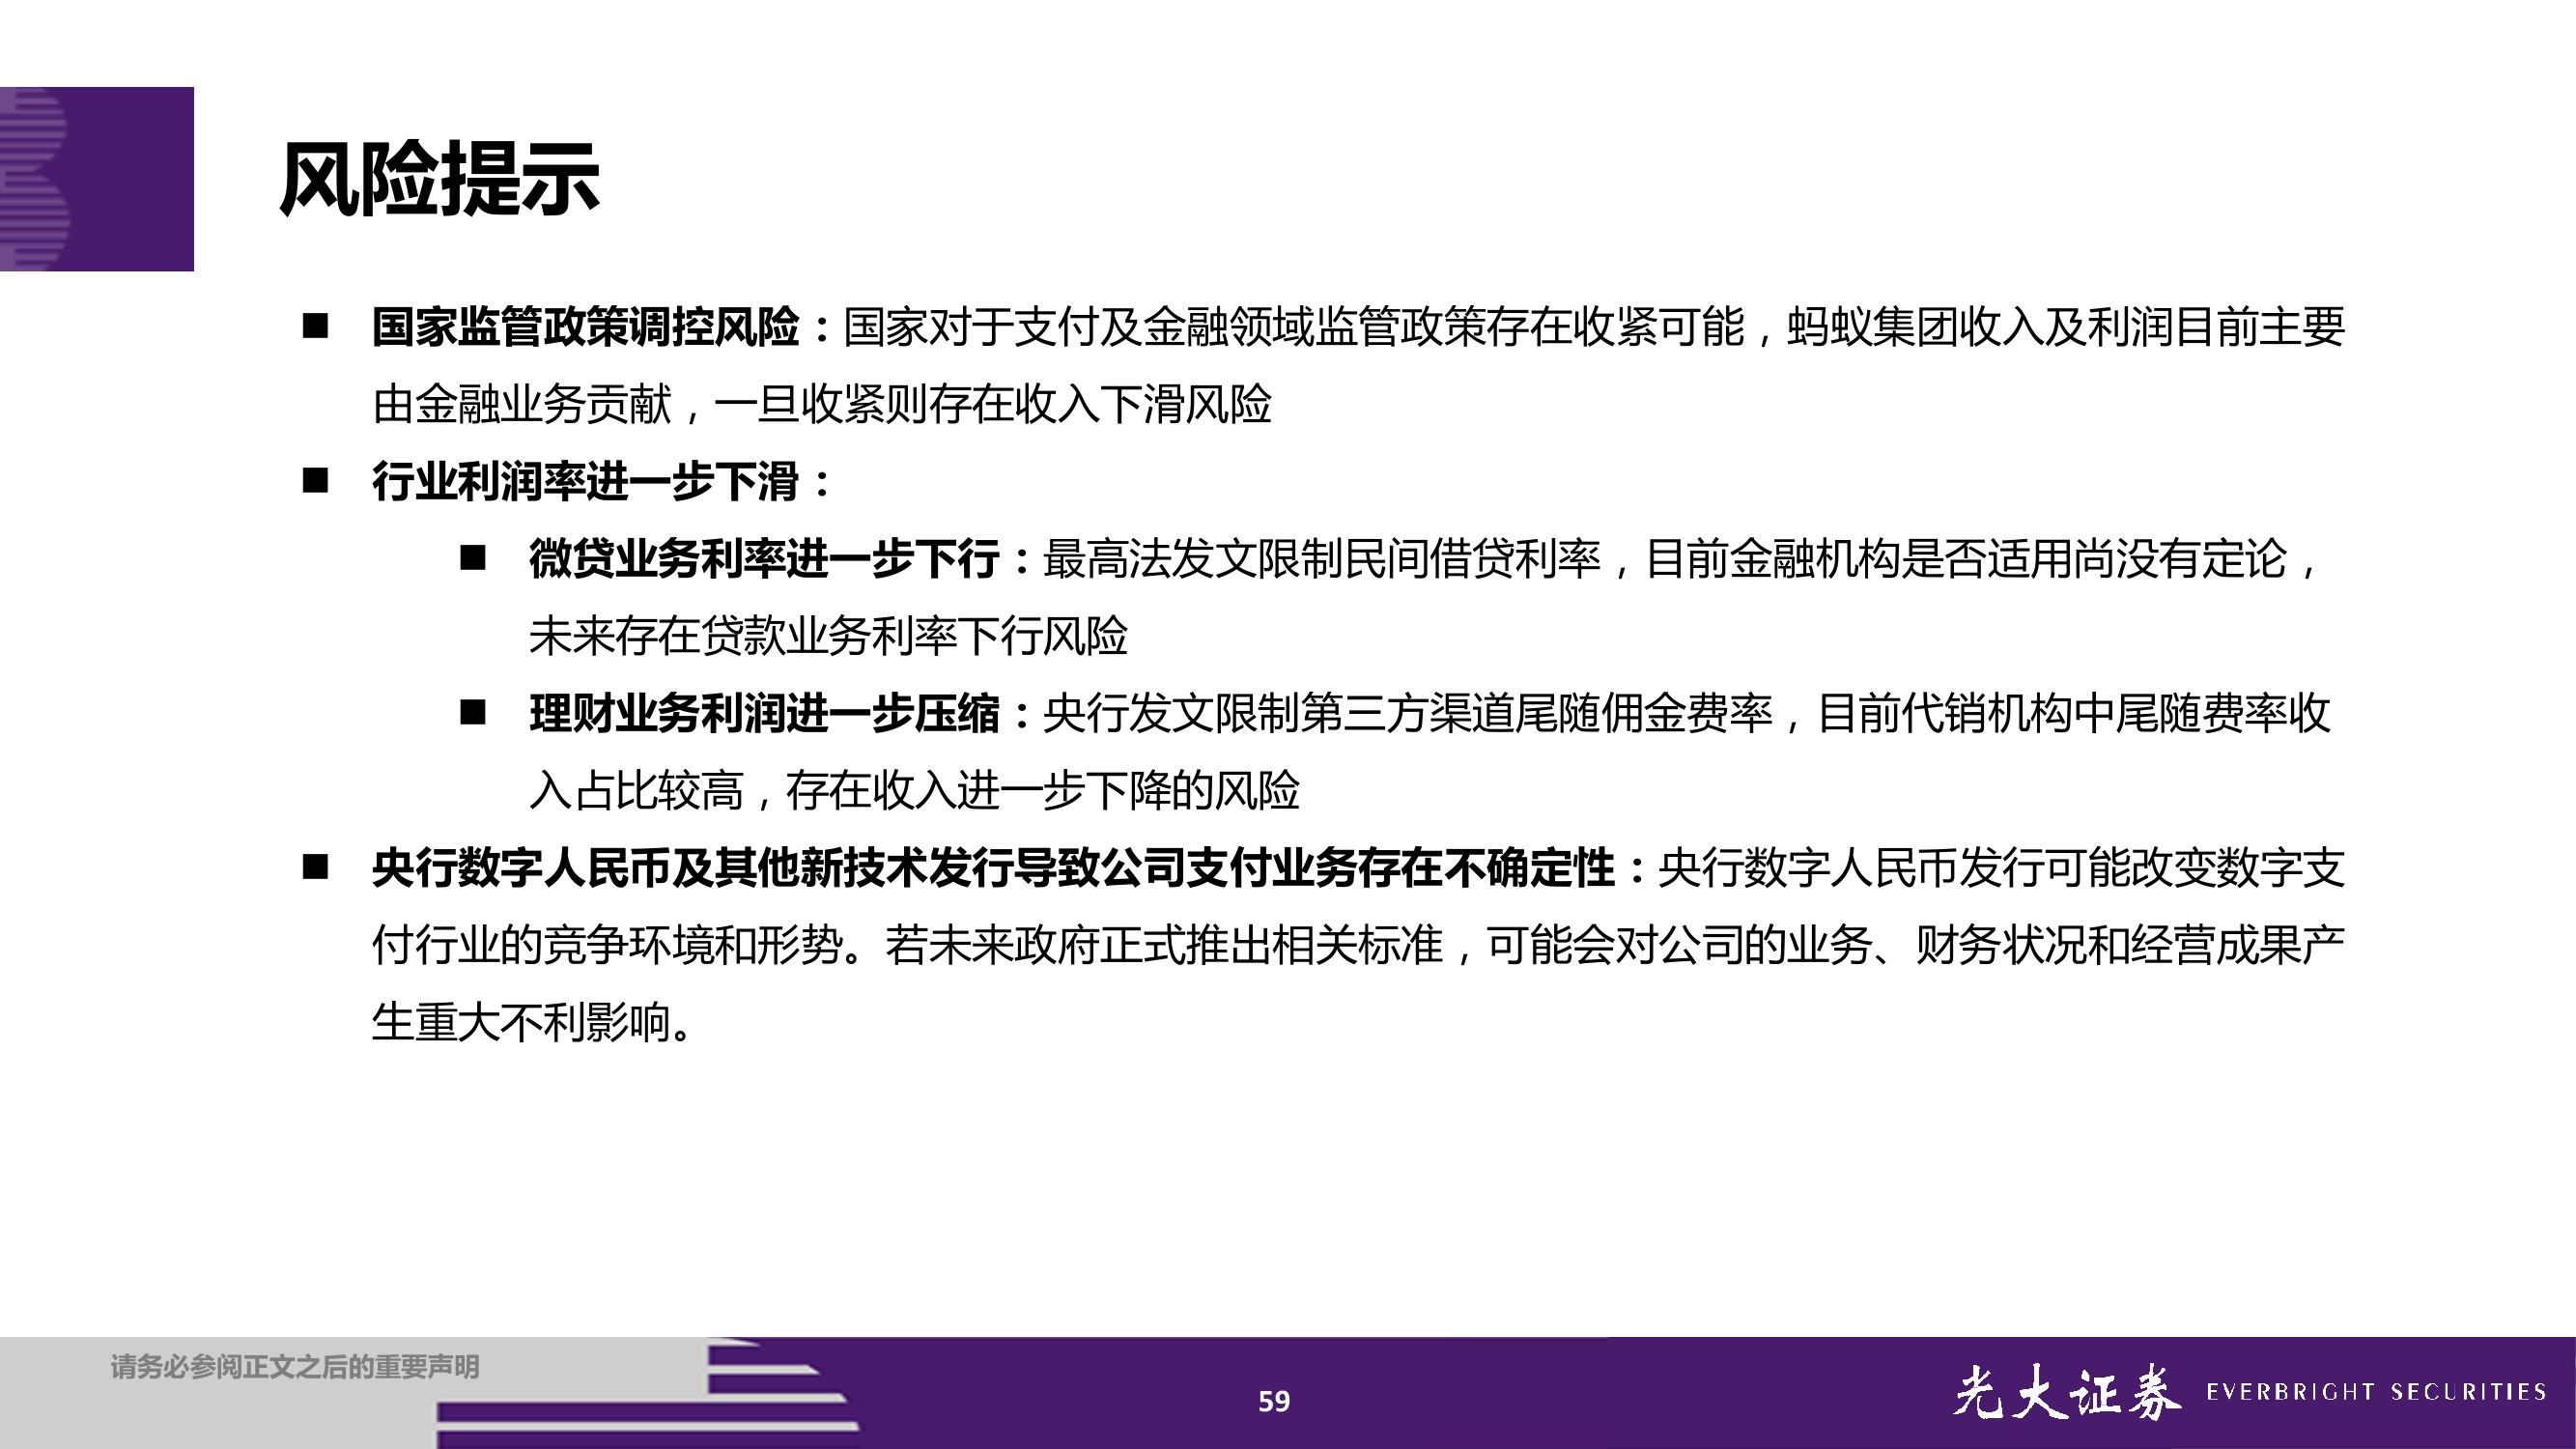 风险提示
■ 国家监管政策调控风险：国家对于支付及金融领域监管政策存在收紧可能，蚂蚁集团收入及利润目前主要
由金融业务贡献，一旦收紧则存在收入下滑风险
■ 行业利润率进一步下滑：
■ 微贷业务利率进一步下行：最高法发文限制民间借贷利率，目前金融机构是否适用尚没有定论，
未来存在贷款业务利率下行风险
■ 理财业务利润进一步压缩：央行发文限制第三方渠道尾随佣金费率，目前代销机构中尾随费率收
入占比较高，存在收入进一步下降的风险
■ 央行数字人民币及其他新技术发行导致公司支付业务存在不确定性：央行数字人民币发行可能改变数字支
付行业的竞争环境和形势。若未来政府正式推出相关标准，可能会对公司的业务、财务状况和经营成果产
生重大不利影响。
请务必参阅正文之后的重要声明
59
光大证券 EVERBRIGHT SECURITIES